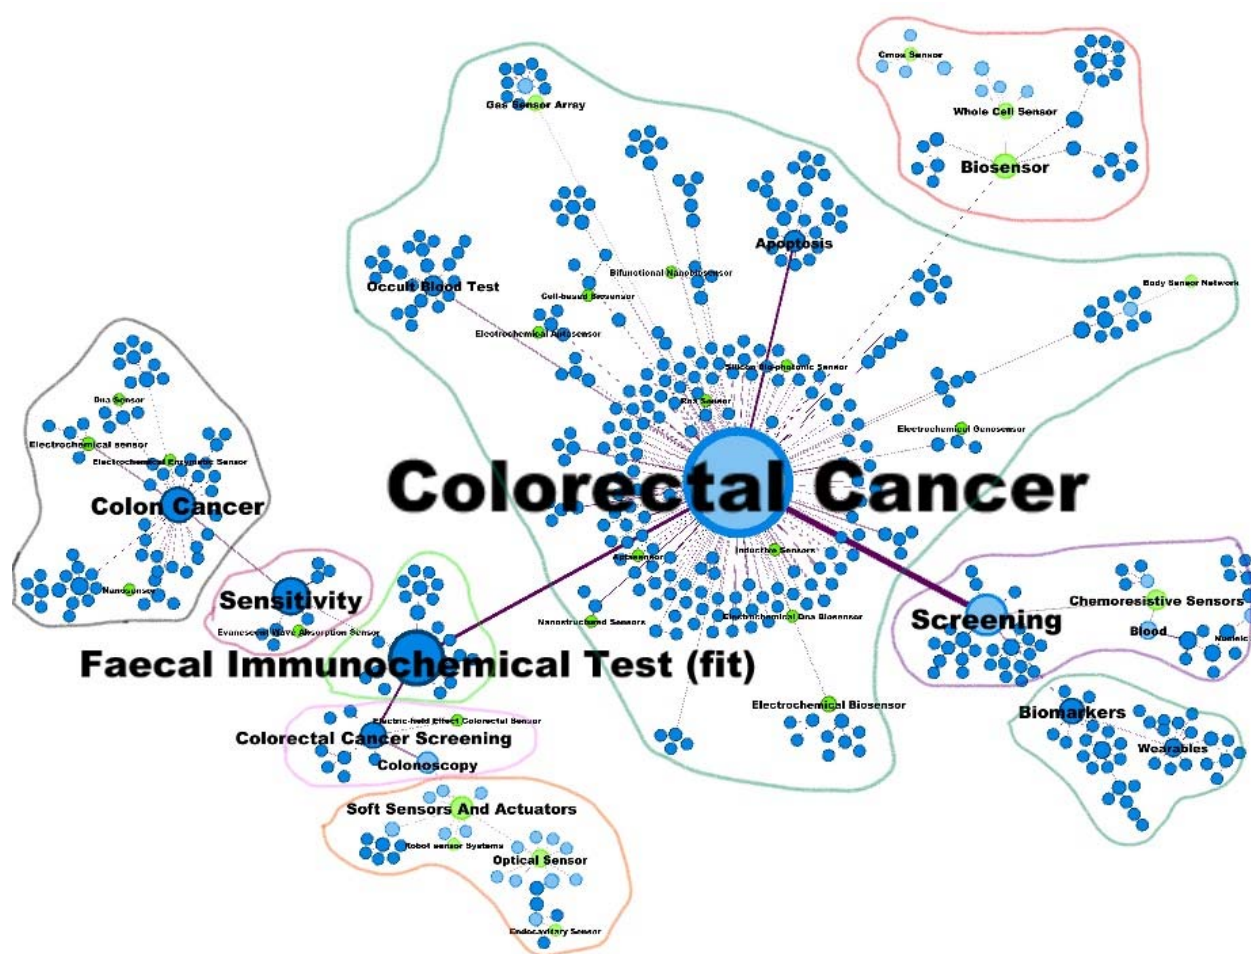 Cmos Sensor
Gas Sensor Array
Whole Cell Sensor
Biosensor
Apoptosis
Bifunctional Nanobiosensor
Occult Blood Test
Body Sensor Network
Cell-based Biosensor
Electrochemical Aptasensor
Silicon Bio-photonic Sensor
Dna Sensor
Rna Sensor
Electrochemical Genosensor
Electrochemical sensor
Electrochemical Enzymatic Sensor
Colorectal Cancer
Colon Cancer
Inductive Sensors
Aptasensor
Nanosensor
Sensitivity
Chemoresistive Sensors
Electrochemical Dna Biosensor
Nanostructured Sensors
Screening
Evanescent Wave Absorption Sensor
Blood
Numeric
Faecal Immunochemical Test (fit)
Electrochemical Biosensor
Biomarkers
Electric-field Effect Colorectal Sensor
Colorectal Cancer Screening
Wearables
Colonoscopy
Soft Sensors And Actuators
Robot sensor Systems
Optical Sensor
Endocavitary Sensor